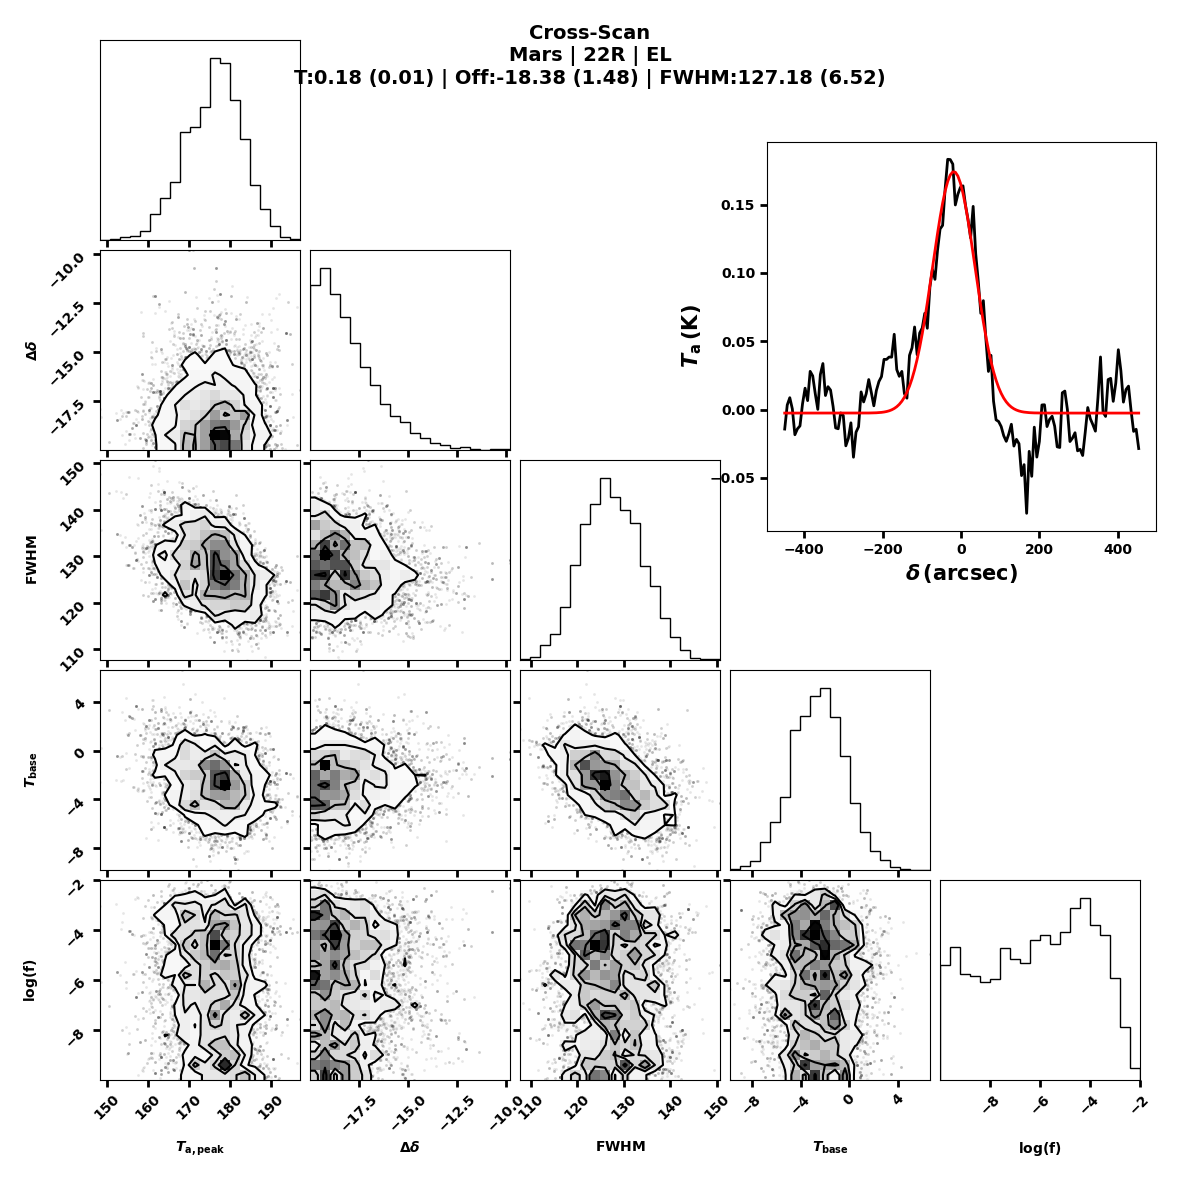 Cross-Scan
Mars | 22R | EL
T:0.18 (0.01) | Off:-18.38 (1.48) | FWHM:127.18 (6.52)
0.15
0.10
0.05
0.00
−0.05
Ta (K)
−400 −200 0 200 400
δ (arcsec)
−10.0
−12.5
−15.0
−17.5
Δδ
150
140
130
120
110
FWHM
4
0
−4
−8
Tbase
−2
−4
−6
−8
log(f)
150 160 170 180 190
−17.5 −15.0 −12.5 −10.0
110 120 130 140 150
−8 −4 0 4
−8 −6 −4 −2
Ta, peak Δδ FWHM Tbase log(f)